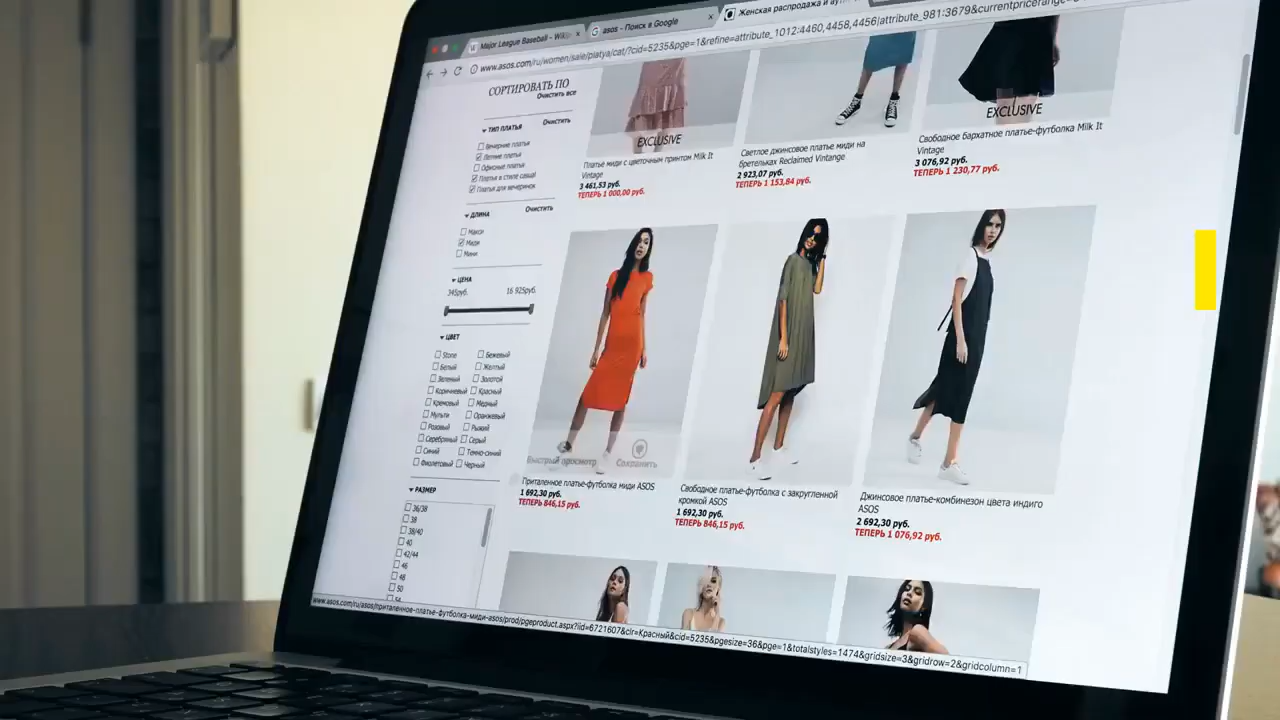 Major League Baseball – Wiki
asos – Поиск в Google
Женская распродажа и аут
www.asos.com/ru/women/sale/platya/cat/?cid=5235&pge=1&refine=attribute_1012:4460,4458,4456|attribute_981:3679&currentpricerange=
СОРТИРОВАТЬ ПО
Очистить все
ТИП ПЛАТЬЯ
Очистить
Вечерние платья
Летние платья
Офисные платья
Платья в стиле casual
Платья для вечеринок
ДЛИНА
Очистить
Макси
Миди
Мини
ЦЕНА
345руб.
16 925руб.
ЦВЕТ
Stone
Бежевый
Белый
Желтый
Зеленый
Золотой
Коричневый
Красный
Кремовый
Медный
Мульти
Оранжевый
Розовый
Рыжий
Серебряный
Серый
Синий
Темно-синий
Фиолетовый
Черный
РАЗМЕР
36/38
38
38/40
40
42/44
46
48
50
EXCLUSIVE
Платье миди с цветочным принтом Milk It
Vintage
3 461,53 руб.
ТЕПЕРЬ 1 000,00 руб.
Светлое джинсовое платье миди на
бретельках Reclaimed Vintange
2 923,07 руб.
ТЕПЕРЬ 1 153,84 руб.
EXCLUSIVE
Свободное бархатное платье-футболка Milk It
Vintage
3 076,92 руб.
ТЕПЕРЬ 1 230,77 руб.
Быстрый просмотр
Сохранить
Приталенное платье-футболка миди ASOS
1 692,30 руб.
ТЕПЕРЬ 846,15 руб.
Свободное платье-футболка с закругленной
кромкой ASOS
1 692,30 руб.
ТЕПЕРЬ 846,15 руб.
Джинсовое платье-комбинезон цвета индиго
ASOS
2 692,30 руб.
ТЕПЕРЬ 1 076,92 руб.
www.asos.com/ru/asos/приталенное-платье-футболка-миди-asos/prod/pgeproduct.aspx?iid=6721607&clr=Красный&cid=5235&pgesize=36&pge=1&totalstyles=1474&gridsize=3&gridrow=2&gridcolumn=1